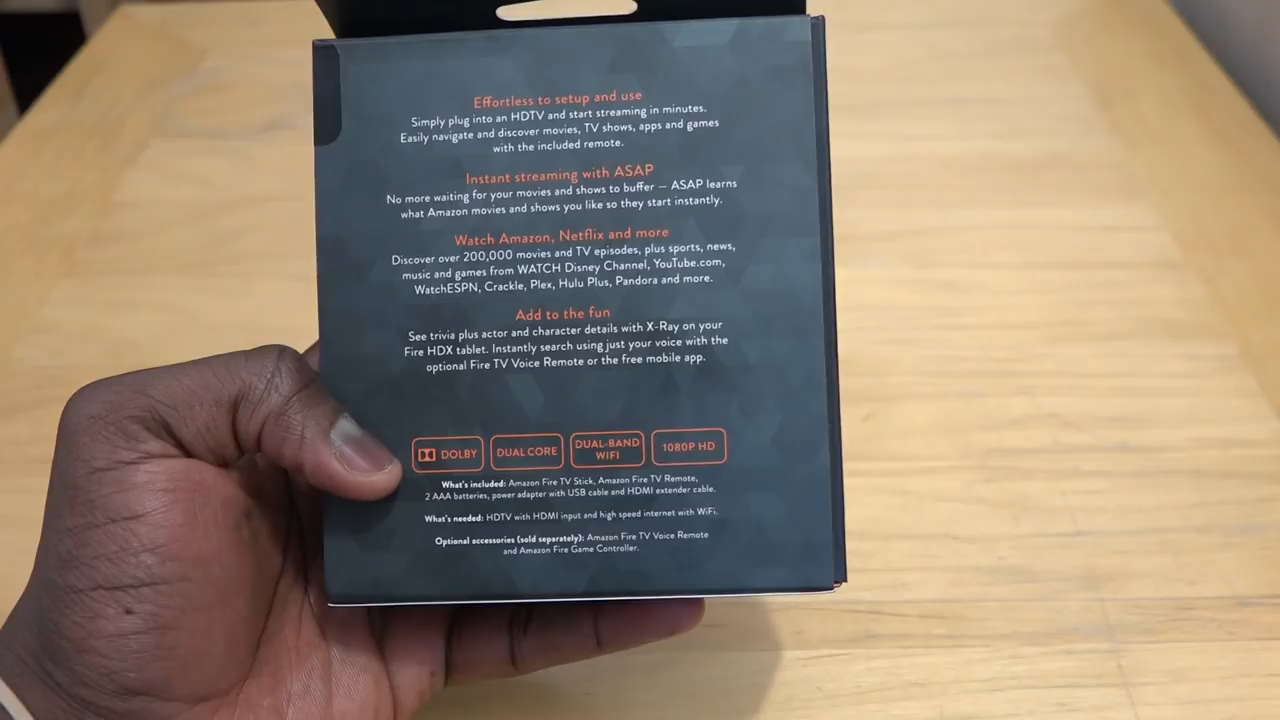 Effortless to setup and use
Simply plug into an HDTV and start streaming in minutes.
Easily navigate and discover movies, TV shows, apps and games
with the included remote.
Instant streaming with ASAP
No more waiting for your movies and shows to buffer — ASAP learns
what Amazon movies and shows you like so they start instantly.
Watch Amazon, Netflix and more
Discover over 200,000 movies and TV episodes, plus sports, news,
music and games from WATCH Disney Channel, YouTube.com,
WatchESPN, Crackle, Plex, Hulu Plus, Pandora and more.
Add to the fun
See trivia plus actor and character details with X-Ray on your
Fire HDX tablet. Instantly search using just your voice with the
optional Fire TV Voice Remote or the free mobile app.
DOLBY DUAL CORE DUAL-BAND WIFI 1080P HD
What's included: Amazon Fire TV Stick, Amazon Fire TV Remote,
2 AAA batteries, power adapter with USB cable and HDMI extender cable.
What's needed: HDTV with HDMI input and high speed internet with WiFi.
Optional accessories (sold separately): Amazon Fire TV Voice Remote
and Amazon Fire Game Controller.